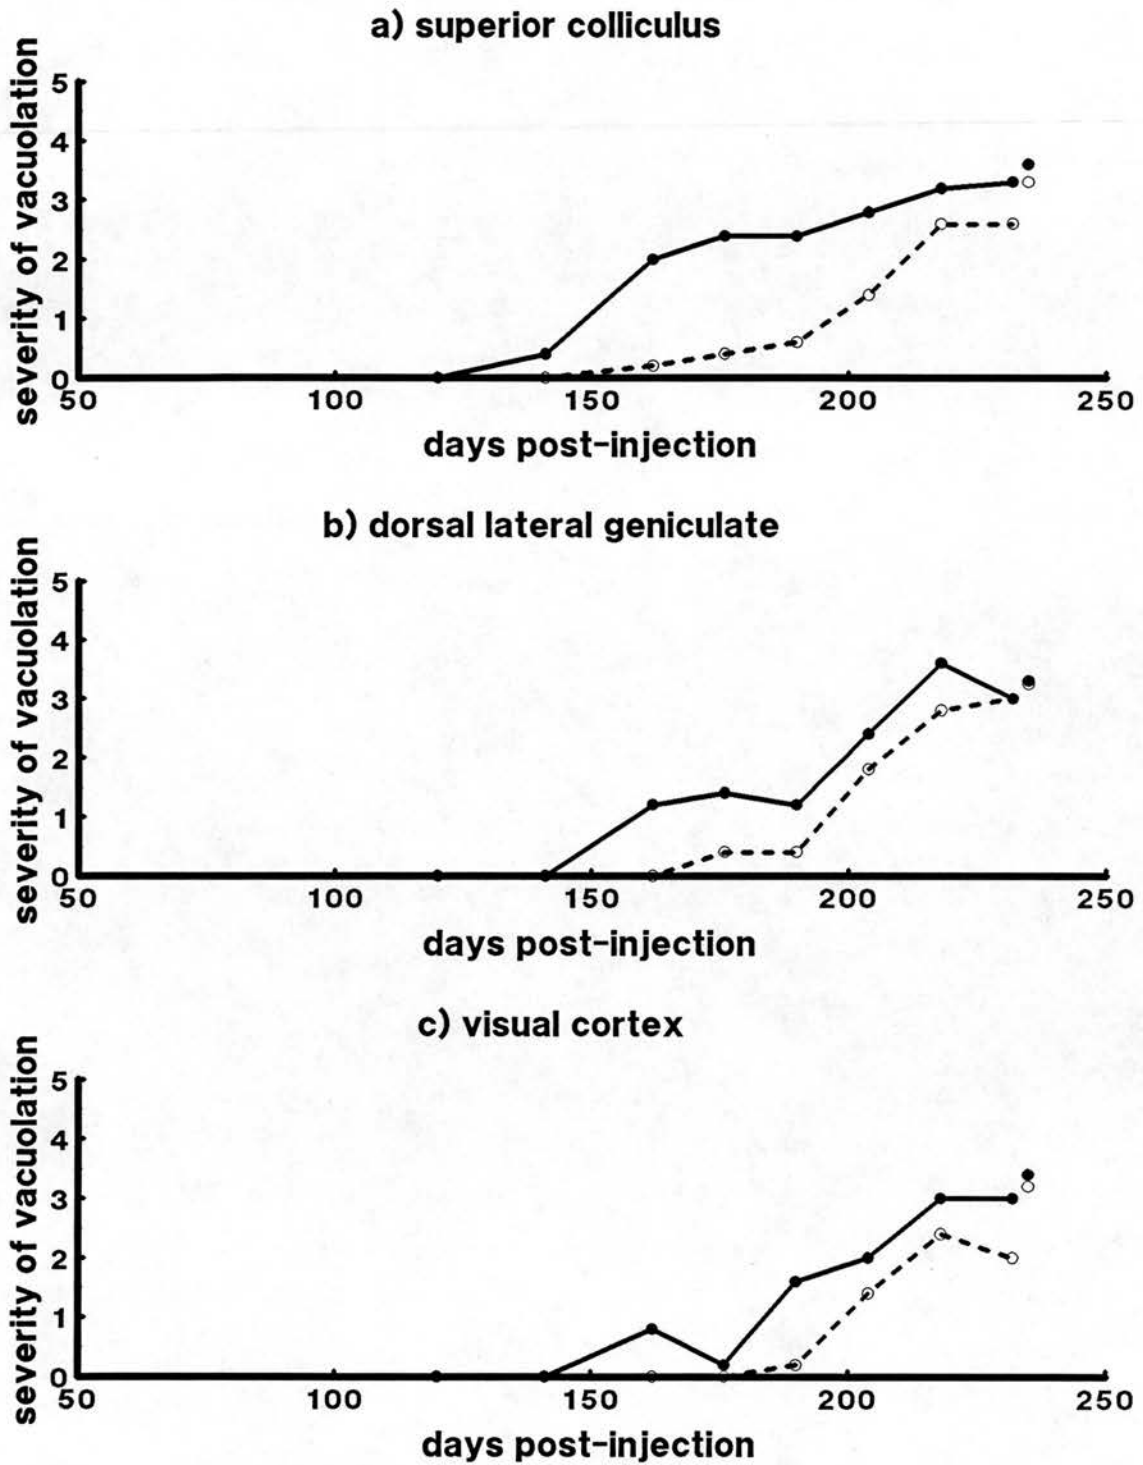 a) superior colliculus
severity of vacuolation
5
4
3
2
1
0
50 100 150 200 250
days post-injection
b) dorsal lateral geniculate
severity of vacuolation
5
4
3
2
1
0
50 100 150 200 250
days post-injection
c) visual cortex
severity of vacuolation
5
4
3
2
1
0
50 100 150 200 250
days post-injection